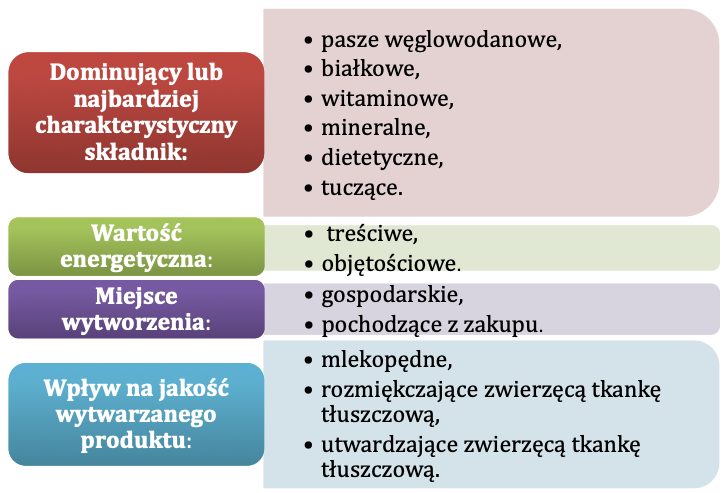 Dominujący lub
najbardziej
charakterystyczny
składnik:
• pasze węglowodanowe,
• białkowe,
• witaminowe,
• mineralne,
• dietetyczne,
• tuczące.
Wartość
energetyczna:
• treściwe,
• objętościowe.
Miejsce
wytworzenia:
• gospodarskie,
• pochodzące z zakupu.
Wpływ na jakość
wytwarzanego
produktu:
• mlekopędne,
• rozmiękczające zwierzęcą tkankę
tłuszczową,
• utwardzające zwierzęcą tkankę
tłuszczową.